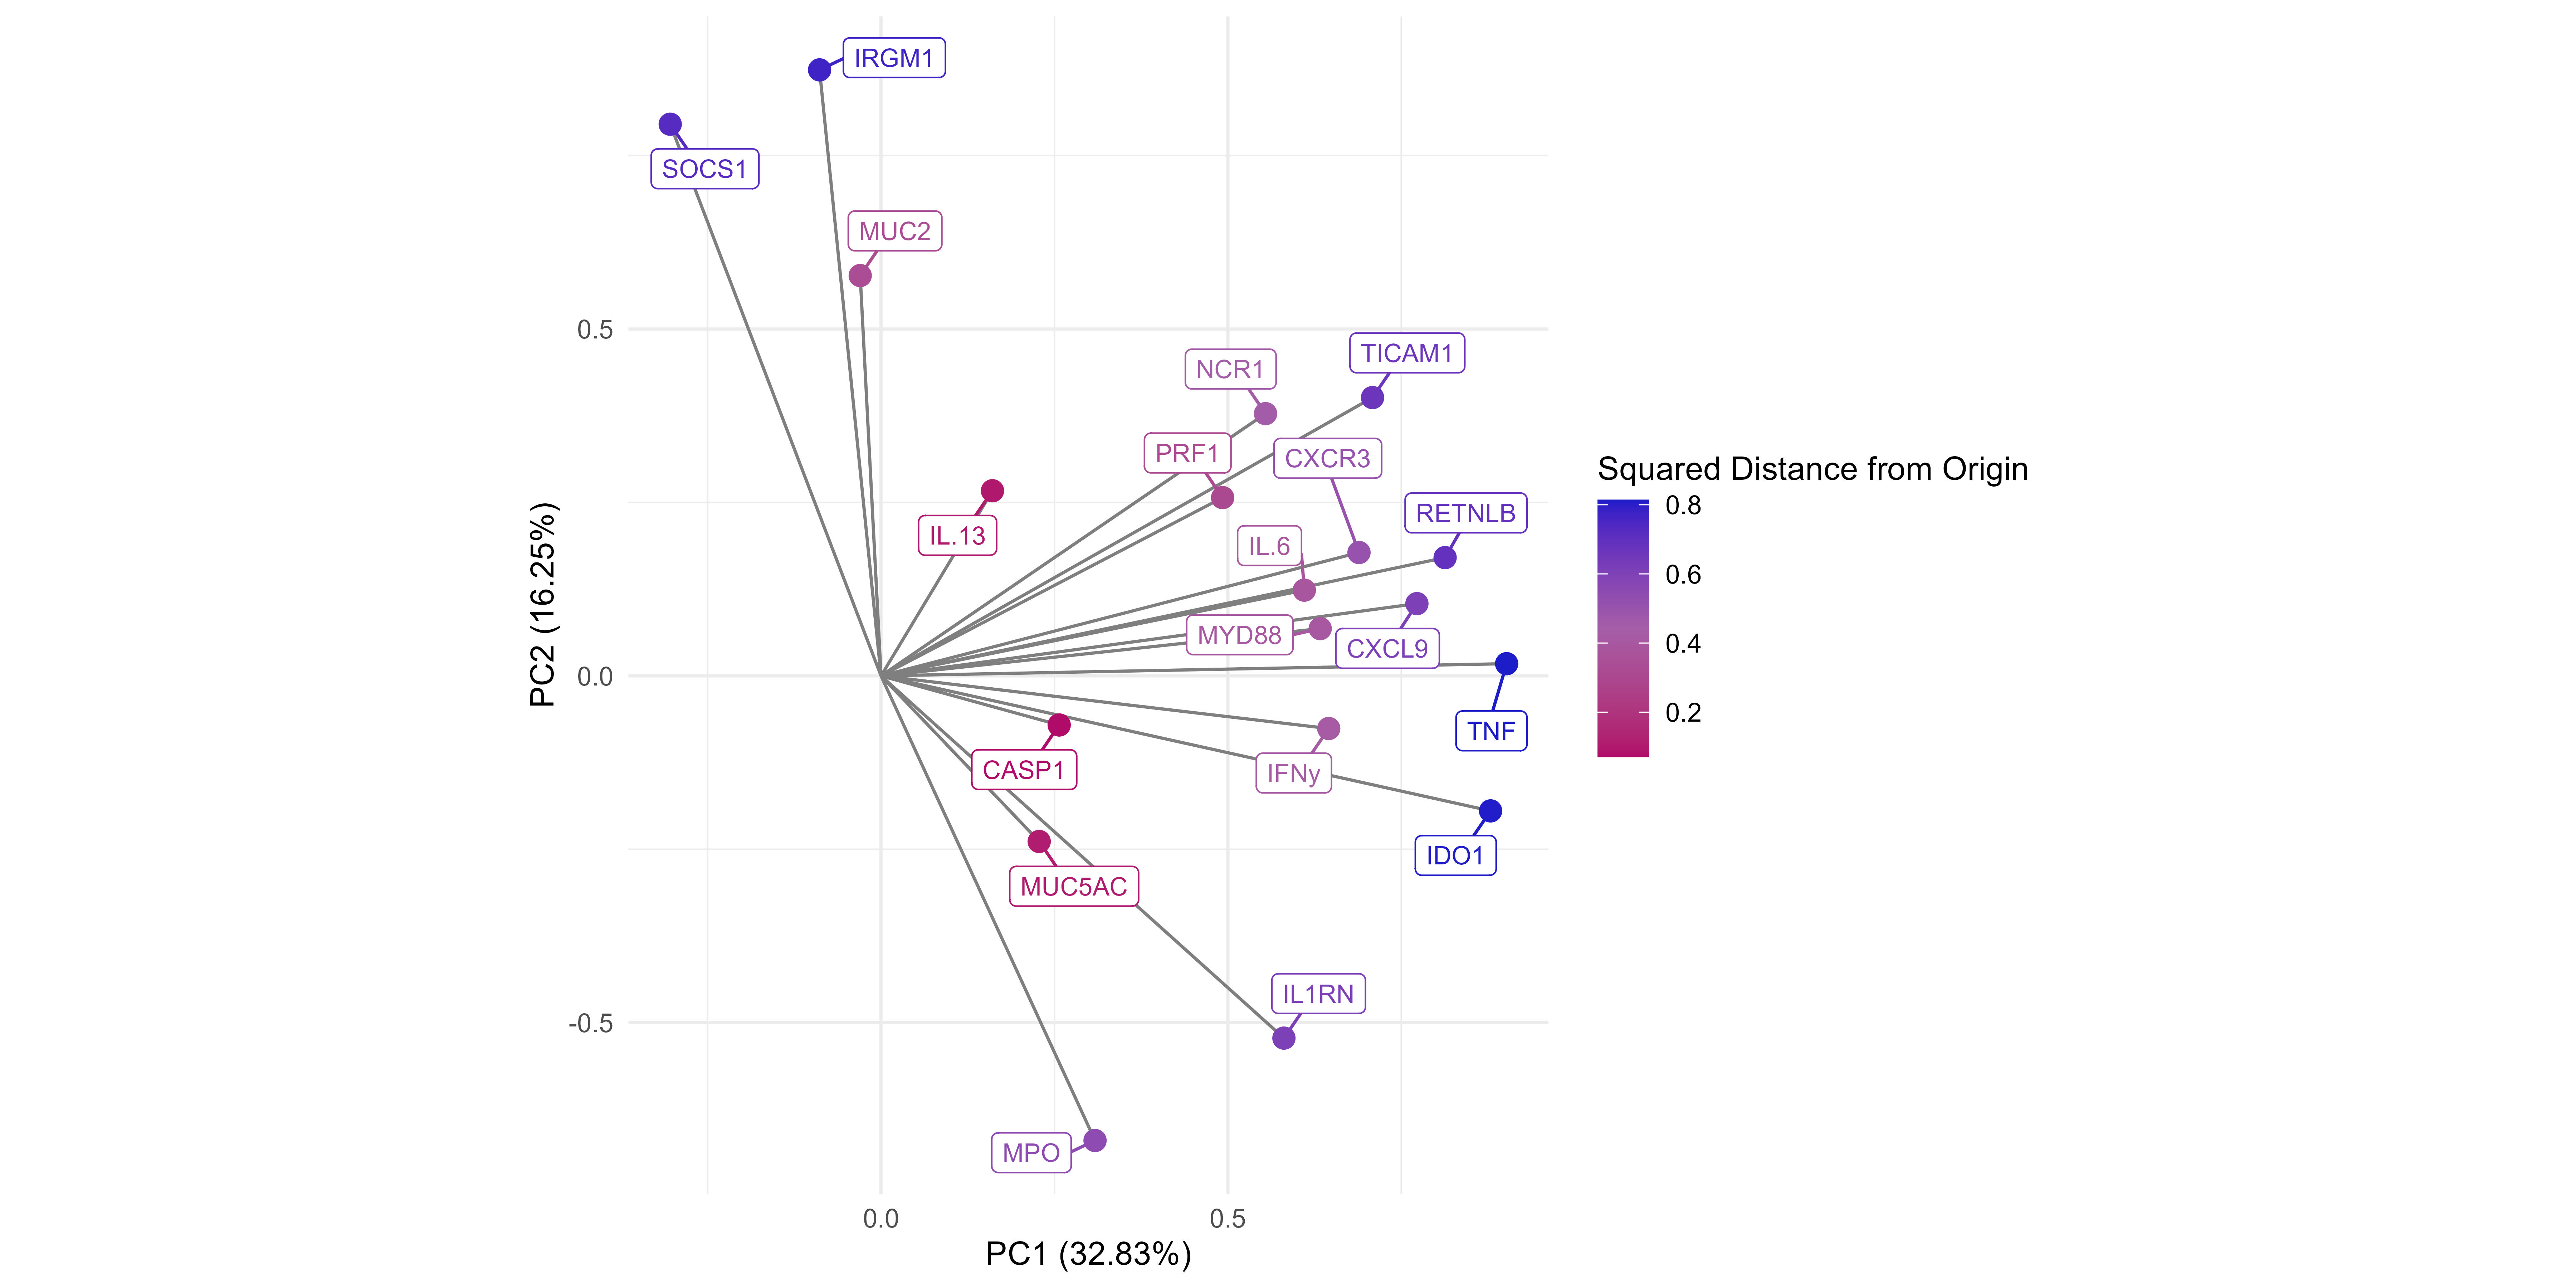 IRGM1
SOCS1
MUC2
0.5
TICAM1
NCR1
PRF1
CXCR3
Squared Distance from Origin
RETNLB
0.8
IL.13
IL.6
0.6
MYD88
CXCL9
0.4
PC2 (16.25%)
0.0
0.2
TNF
CASP1
IFNy
IDO1
MUC5AC
IL1RN
-0.5
MPO
0.0
0.5
PC1 (32.83%)